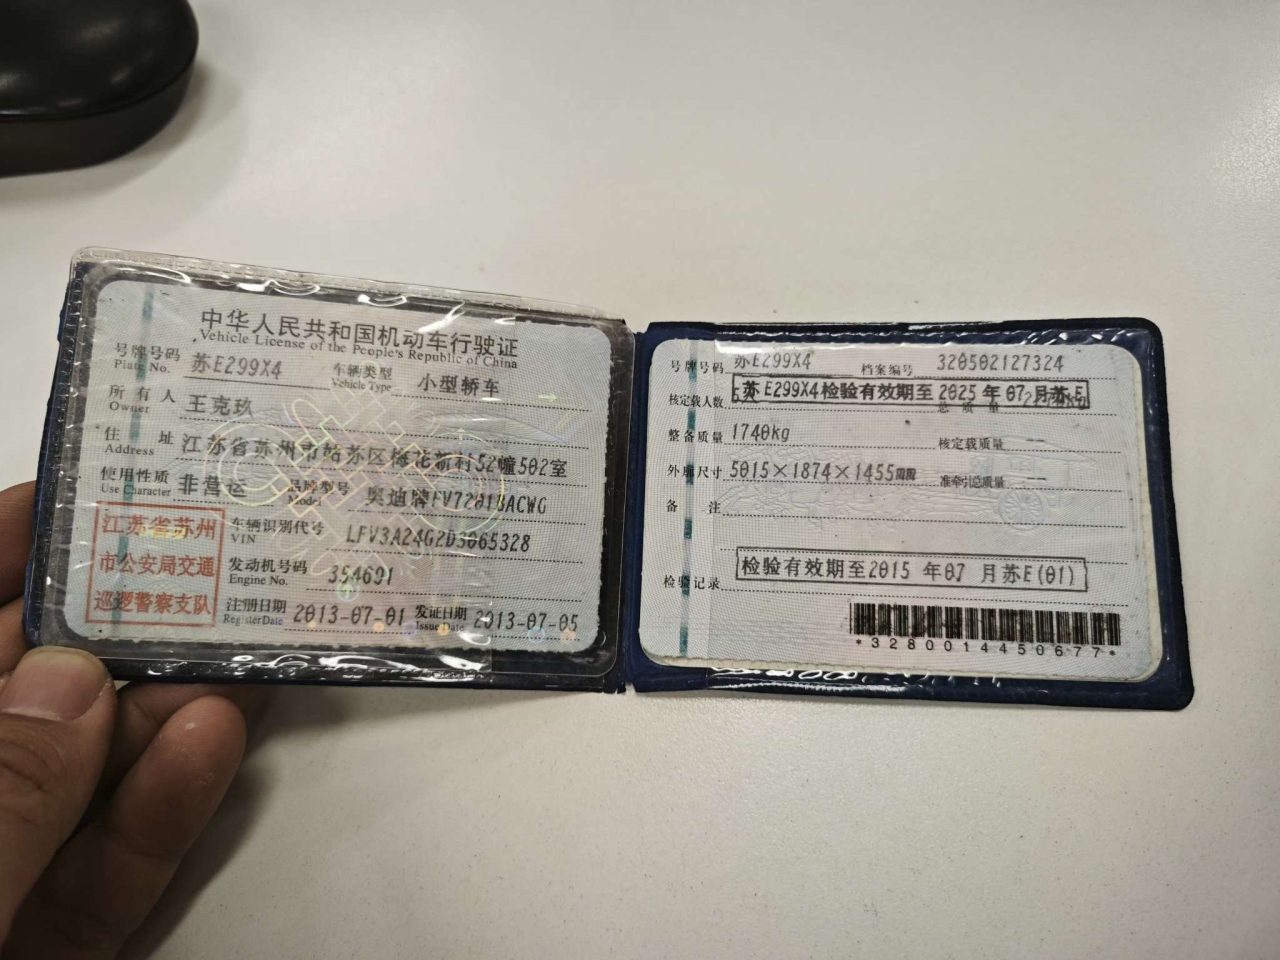 中华人民共和国机动车行驶证
Vehicle License of the People's Republic of China
号牌号码 苏E299X4 车辆类型 小型轿车
Plate No. Vehicle Type
所有人 王克玖
Owner
住址 江苏省苏州市姑苏区梅花新村52幢502室
Address
使用性质 非营运 品牌型号 奥迪牌FV7201BACWG
Use Character Model
江苏省苏州
市公安局交通
巡逻警察支队
车辆识别代号 LFV3A24G2D3065328
VIN
发动机号码 354691
Engine No.
注册日期 2013-07-01 发证日期 2013-07-05
Register Date Issue Date
号牌号码 苏E299X4 档案编号 320502127324
核定载人数 总质量
苏E299X4检验有效期至2025年07月苏E
整备质量 1740kg 核定载质量 --
外廓尺寸 5015×1874×1455mm 准牵引总质量 --
备注
检验记录 检验有效期至2015 年07 月苏E(01)
*3280014450677*